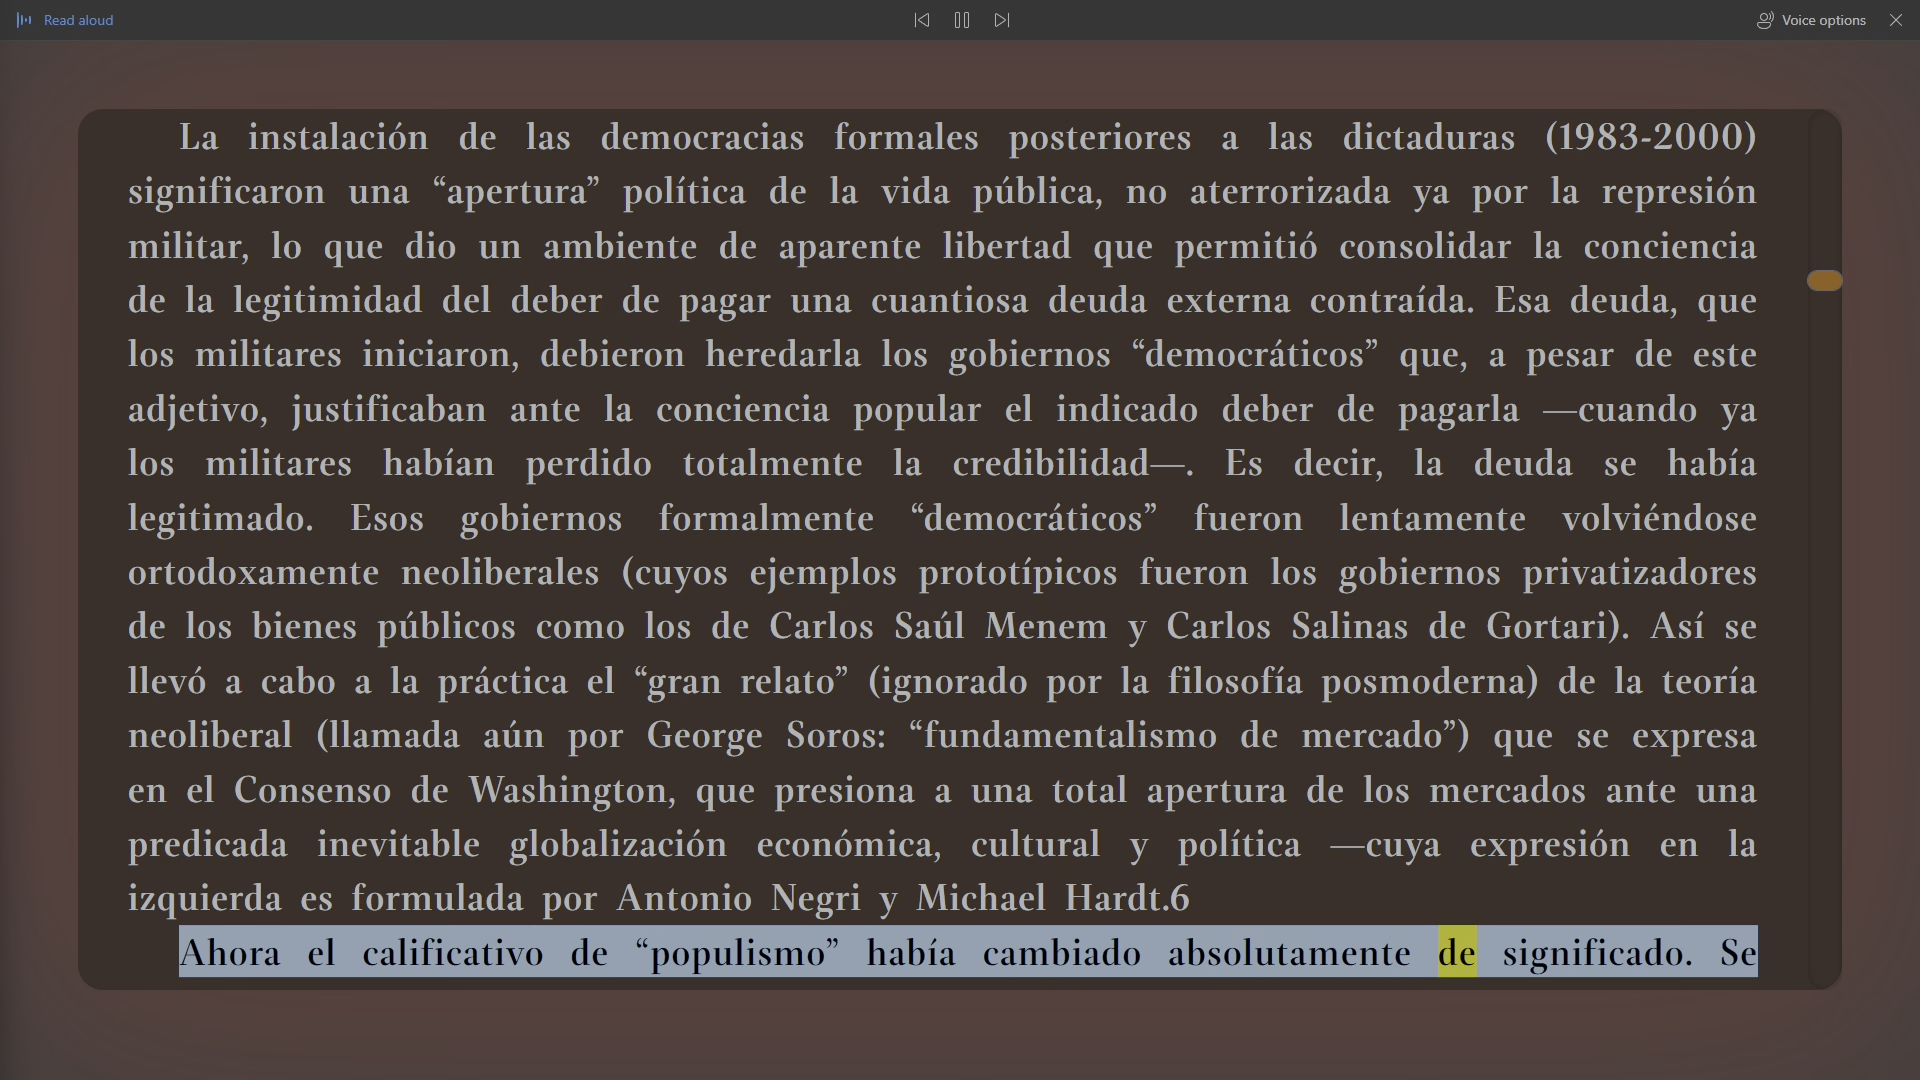 Read aloud
Voice options
La instalación de las democracias formales posteriores a las dictaduras (1983-2000)
significaron una “apertura” política de la vida pública, no aterrorizada ya por la represión
militar, lo que dio un ambiente de aparente libertad que permitió consolidar la conciencia
de la legitimidad del deber de pagar una cuantiosa deuda externa contraída. Esa deuda, que
los militares iniciaron, debieron heredarla los gobiernos “democráticos” que, a pesar de este
adjetivo, justificaban ante la conciencia popular el indicado deber de pagarla —cuando ya
los militares habían perdido totalmente la credibilidad—. Es decir, la deuda se había
legitimado. Esos gobiernos formalmente “democráticos” fueron lentamente volviéndose
ortodoxamente neoliberales (cuyos ejemplos prototípicos fueron los gobiernos privatizadores
de los bienes públicos como los de Carlos Saúl Menem y Carlos Salinas de Gortari). Así se
llevó a cabo a la práctica el “gran relato” (ignorado por la filosofía posmoderna) de la teoría
neoliberal (llamada aún por George Soros: “fundamentalismo de mercado”) que se expresa
en el Consenso de Washington, que presiona a una total apertura de los mercados ante una
predicada inevitable globalización económica, cultural y política —cuya expresión en la
izquierda es formulada por Antonio Negri y Michael Hardt.6
Ahora el calificativo de “populismo” había cambiado absolutamente de significado. Se